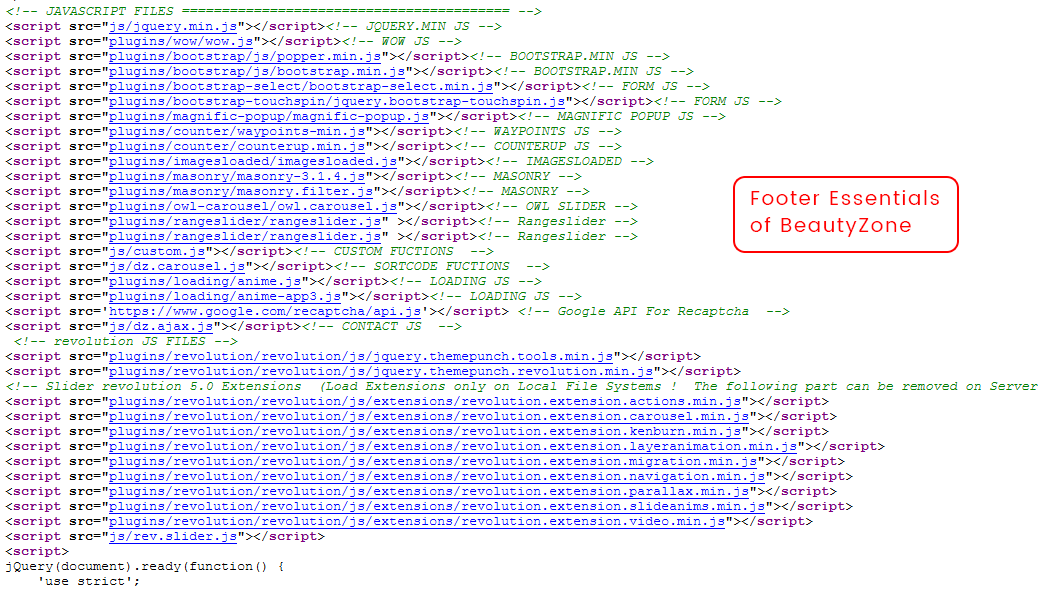 <!-- JAVASCRIPT FILES ========================================= -->
<script src="js/jquery.min.js"></script><!-- JQUERY.MIN JS -->
<script src="plugins/wow/wow.js"></script><!-- WOW JS -->
<script src="plugins/bootstrap/js/popper.min.js"></script><!-- BOOTSTRAP.MIN JS -->
<script src="plugins/bootstrap/js/bootstrap.min.js"></script><!-- BOOTSTRAP.MIN JS -->
<script src="plugins/bootstrap-select/bootstrap-select.min.js"></script><!-- FORM JS -->
<script src="plugins/bootstrap-touchspin/jquery.bootstrap-touchspin.js"></script><!-- FORM JS -->
<script src="plugins/magnific-popup/magnific-popup.js"></script><!-- MAGNIFIC POPUP JS -->
<script src="plugins/counter/waypoints-min.js"></script><!-- WAYPOINTS JS -->
<script src="plugins/counter/counterup.min.js"></script><!-- COUNTERUP JS -->
<script src="plugins/imagesloaded/imagesloaded.js"></script><!-- IMAGESLOADED -->
<script src="plugins/masonry/masonry-3.1.4.js"></script><!-- MASONRY -->
<script src="plugins/masonry/masonry.filter.js"></script><!-- MASONRY -->
<script src="plugins/owl-carousel/owl.carousel.js"></script><!-- OWL SLIDER -->
<script src="plugins/rangeslider/rangeslider.js" ></script><!-- Rangeslider -->
<script src="plugins/rangeslider/rangeslider.js" ></script><!-- Rangeslider -->
<script src="js/custom.js"></script><!-- CUSTOM FUCTIONS  -->
<script src="js/dz.carousel.js"></script><!-- SORTCODE FUCTIONS  -->
<script src="plugins/loading/anime.js"></script><!-- LOADING JS -->
<script src="plugins/loading/anime-app3.js"></script><!-- LOADING JS -->
<script src='https://www.google.com/recaptcha/api.js'></script> <!-- Google API For Recaptcha  -->
<script src="js/dz.ajax.js"></script><!-- CONTACT JS  -->
<!-- revolution JS FILES -->
<script src="plugins/revolution/revolution/js/jquery.themepunch.tools.min.js"></script>
<script src="plugins/revolution/revolution/js/jquery.themepunch.revolution.min.js"></script>
<!-- Slider revolution 5.0 Extensions  (Load Extensions only on Local File Systems !  The following part can be removed on Server
<script src="plugins/revolution/revolution/js/extensions/revolution.extension.actions.min.js"></script>
<script src="plugins/revolution/revolution/js/extensions/revolution.extension.carousel.min.js"></script>
<script src="plugins/revolution/revolution/js/extensions/revolution.extension.kenburn.min.js"></script>
<script src="plugins/revolution/revolution/js/extensions/revolution.extension.layeranimation.min.js"></script>
<script src="plugins/revolution/revolution/js/extensions/revolution.extension.migration.min.js"></script>
<script src="plugins/revolution/revolution/js/extensions/revolution.extension.navigation.min.js"></script>
<script src="plugins/revolution/revolution/js/extensions/revolution.extension.parallax.min.js"></script>
<script src="plugins/revolution/revolution/js/extensions/revolution.extension.slideanims.min.js"></script>
<script src="plugins/revolution/revolution/js/extensions/revolution.extension.video.min.js"></script>
<script src="js/rev.slider.js"></script>
<script>
jQuery(document).ready(function() {
    'use strict';
Footer Essentials
of BeautyZone